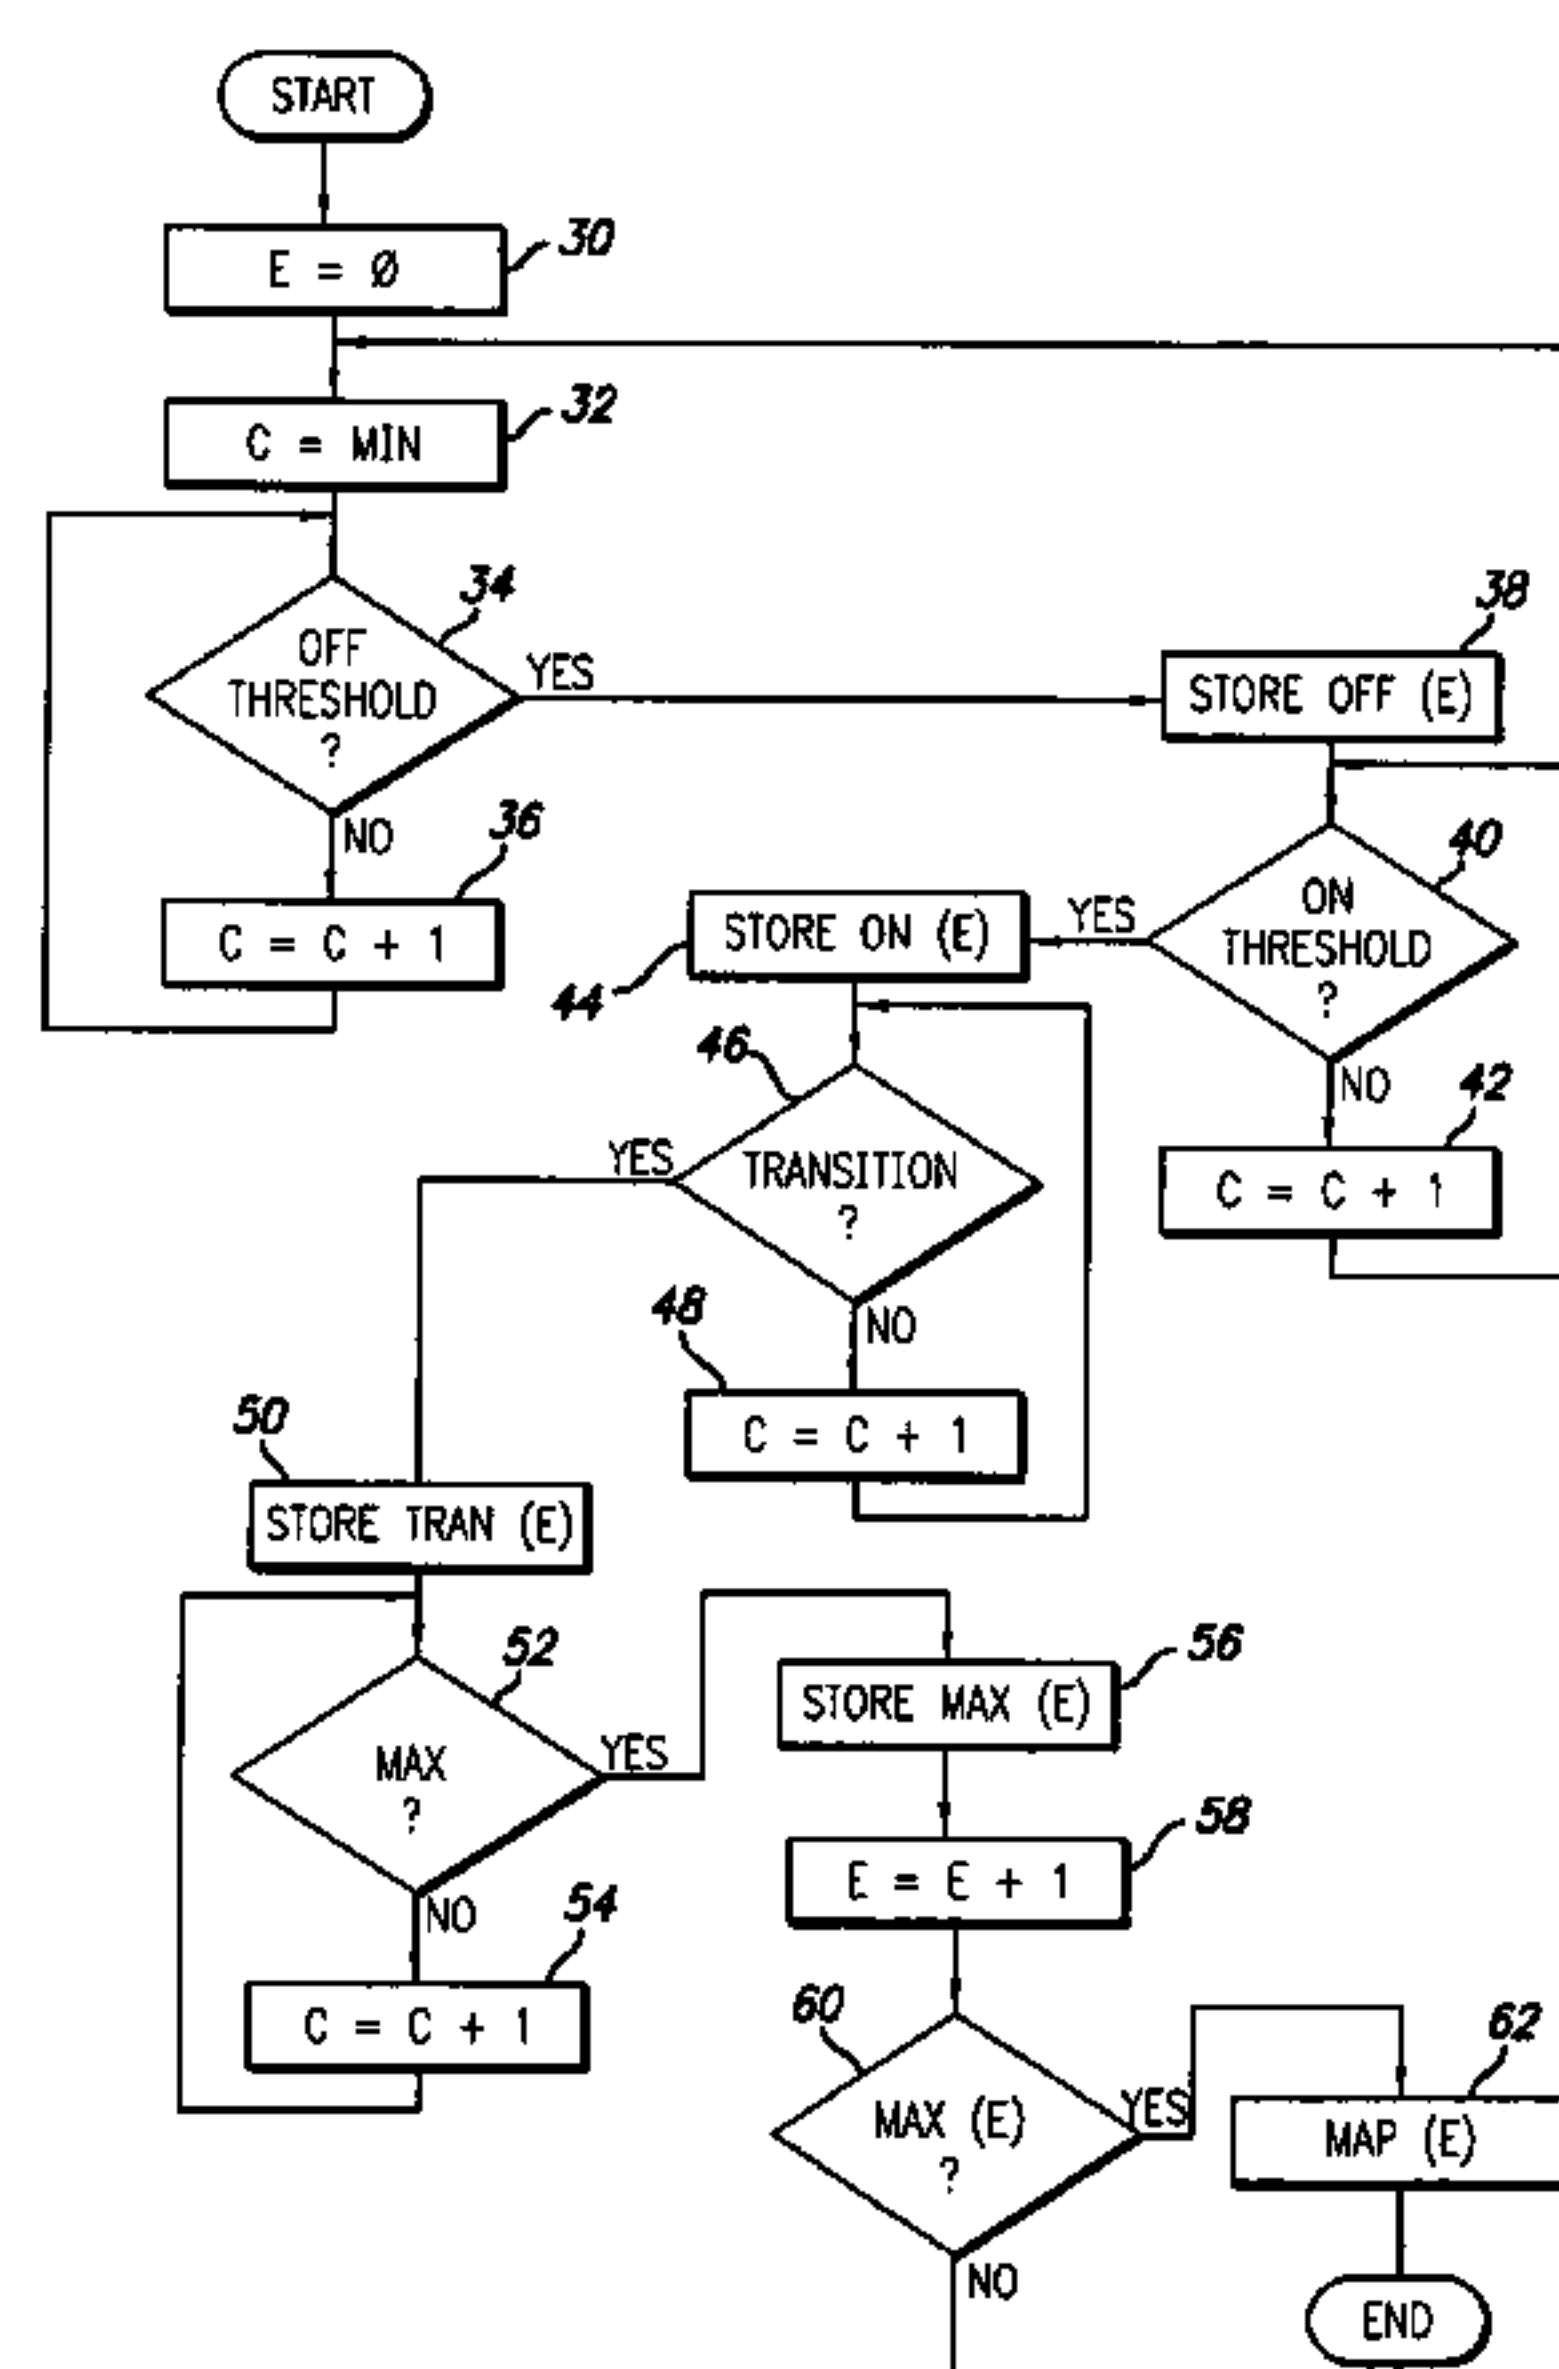 START
E = Ø
30
C = MIN
32
34
OFF
THRESHOLD
?
YES
NO
36
C = C + 1
38
STORE OFF (E)
40
ON
THRESHOLD
?
YES
NO
42
C = C + 1
STORE ON (E)
44
46
TRANSITION
?
YES
NO
48
C = C + 1
50
STORE TRAN (E)
52
MAX
?
YES
NO
54
C = C + 1
56
STORE MAX (E)
58
E = E + 1
60
MAX (E)
?
YES
NO
62
MAP (E)
END